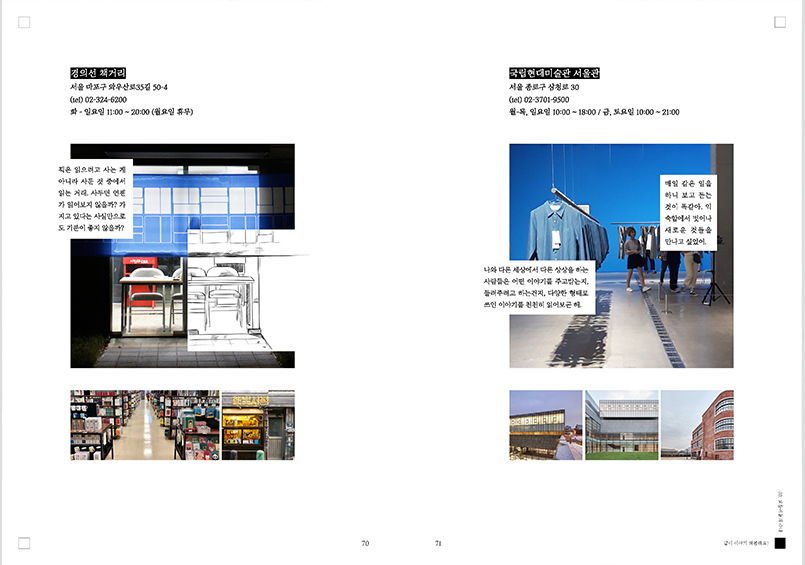 경의선 책거리
서울 마포구 와우산로35길 50-4
(tel) 02-324-6200
화 - 일요일 11:00 ~ 20:00 (월요일 휴무)
책은 읽으려고 사는 게
아니라 사둔 것 중에서
읽는 거래. 사두면 언젠
가 읽어보지 않을까? 가
지고 있다는 사실만으로
도 기분이 좋지 않을까?
국립현대미술관 서울관
서울 종로구 삼청로 30
(tel) 02-3701-9500
월-목, 일요일 10:00 ~ 18:00 / 금, 토요일 10:00 ~ 21:00
매일 같은 일을
하니 보고 듣는
것이 똑같아. 익
숙함에서 벗어나
새로운 것들을
만나고 싶었어.
나와 다른 세상에서 다른 상상을 하는
사람들은 어떤 이야기를 주고받는지,
들려주려고 하는건지, 다양한 형태로
쓰인 이야기를 천천히 읽어보곤 해.
70
71